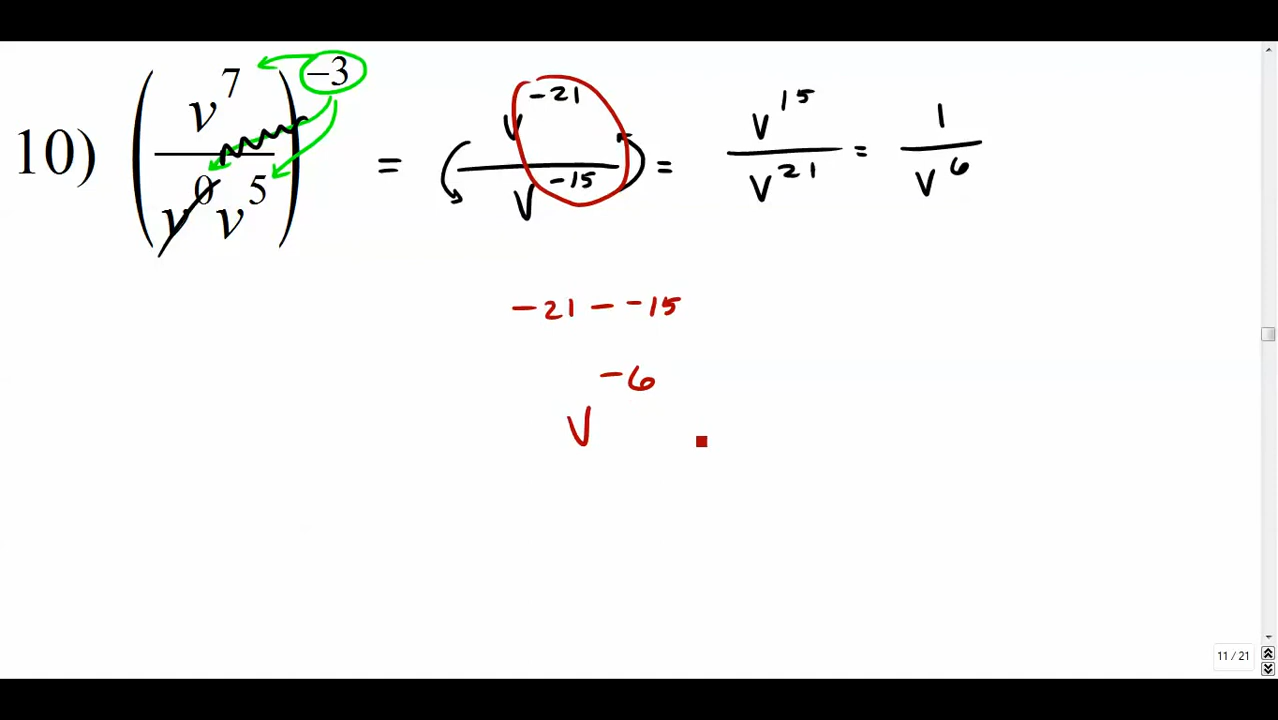 10) (v^7 / v^0 v^5)^-3 = v^-21 / v^-15 = v^15 / v^21 = 1 / v^6
-21 - -15
v^-6
11 / 21